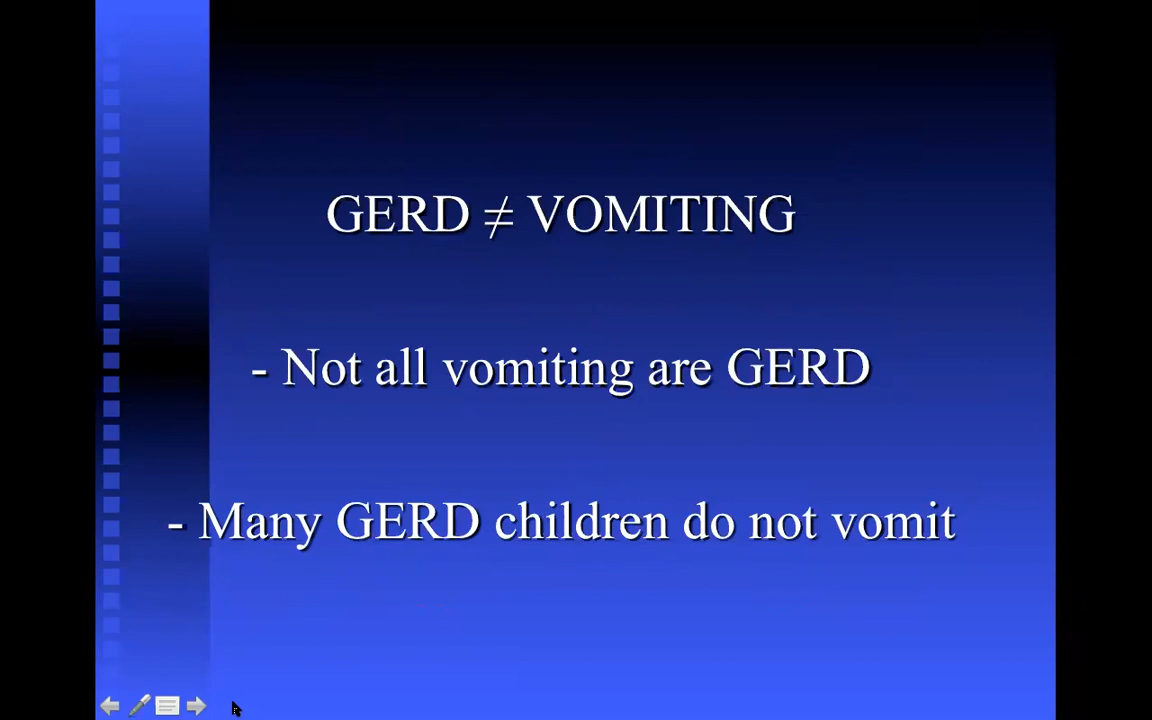 GERD ≠ VOMITING
- Not all vomiting are GERD
- Many GERD children do not vomit